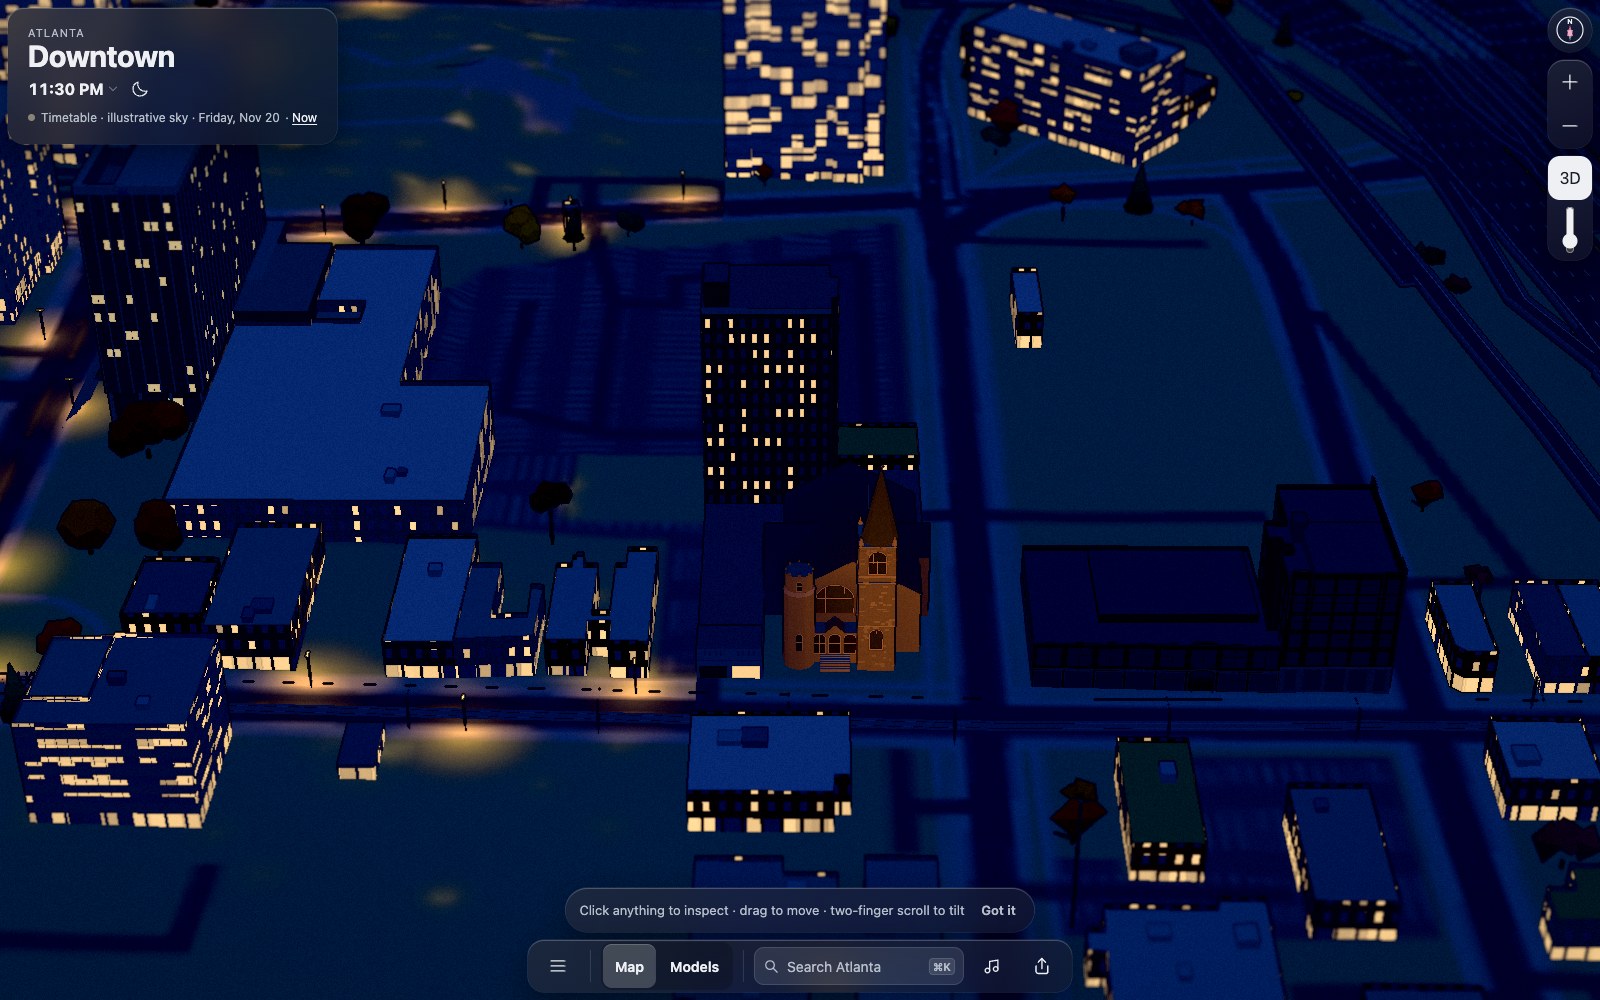 ATLANTA
Downtown
11:30 PM
Timetable · illustrative sky · Friday, Nov 20 · Now
N
3D
Click anything to inspect · drag to move · two-finger scroll to tilt Got it
Map Models Search Atlanta ⌘K